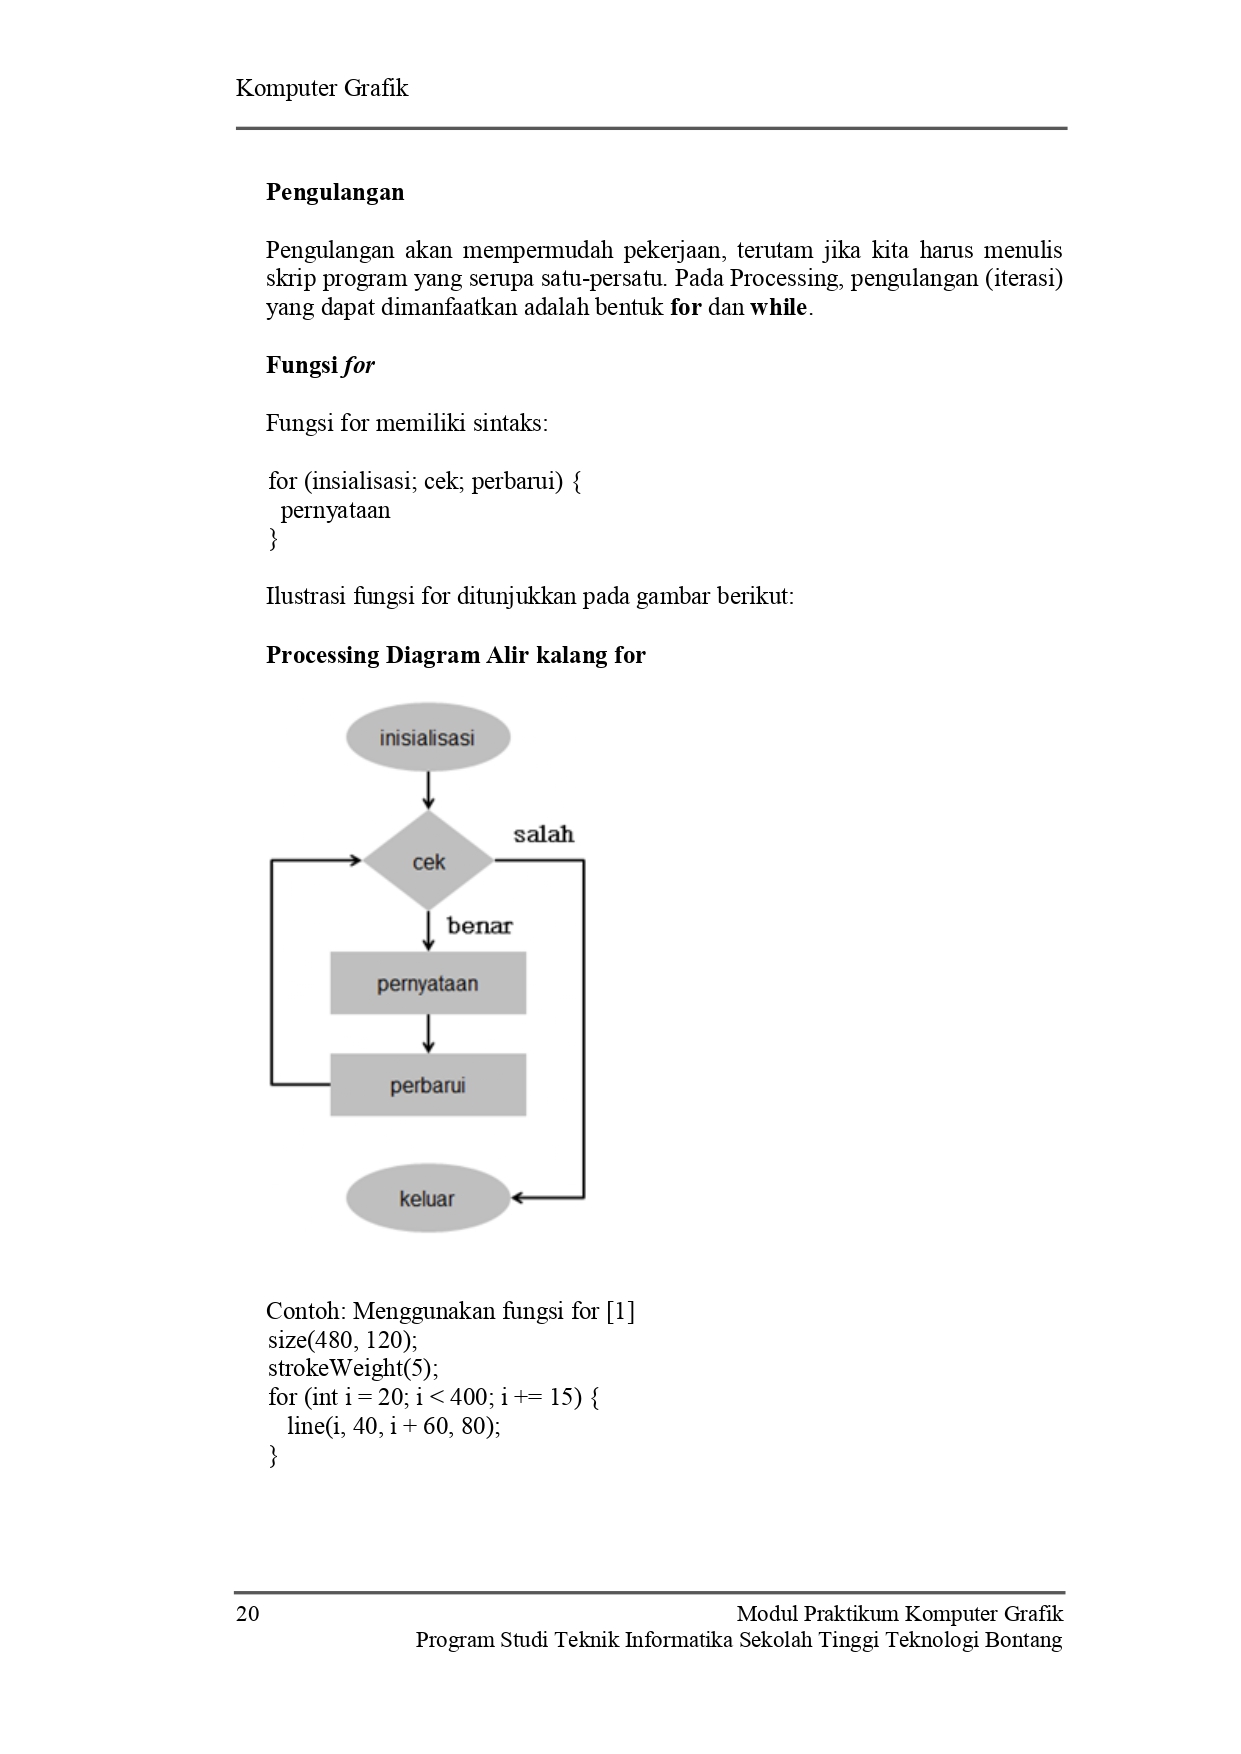 Komputer Grafik
Pengulangan
Pengulangan akan mempermudah pekerjaan, terutam jika kita harus menulis
skrip program yang serupa satu-persatu. Pada Processing, pengulangan (iterasi)
yang dapat dimanfaatkan adalah bentuk for dan while.
Fungsi for
Fungsi for memiliki sintaks:
for (insialisasi; cek; perbarui) {
pernyataan
}
Ilustrasi fungsi for ditunjukkan pada gambar berikut:
Processing Diagram Alir kalang for
inisialisasi
salah
cek
benar
pernyataan
perbarui
keluar
Contoh: Menggunakan fungsi for [1]
size(480, 120);
strokeWeight(5);
for (int i = 20; i < 400; i += 15) {
line(i, 40, i + 60, 80);
}
20 Modul Praktikum Komputer Grafik
Program Studi Teknik Informatika Sekolah Tinggi Teknologi Bontang